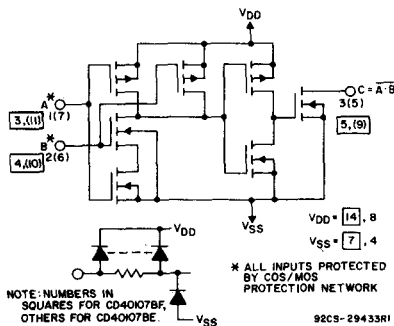 VDD
A*
1(7)
3,(11)
B*
2(6)
4,(10)
C = A·B
3(5)
5,(9)
VSS
VDD = 14, 8
VSS = 7, 4
VDD
* ALL INPUTS PROTECTED
BY COS/MOS
PROTECTION NETWORK
NOTE: NUMBERS IN
SQUARES FOR CD40107BF,
OTHERS FOR CD40107BE.
VSS
92CS-29433R1